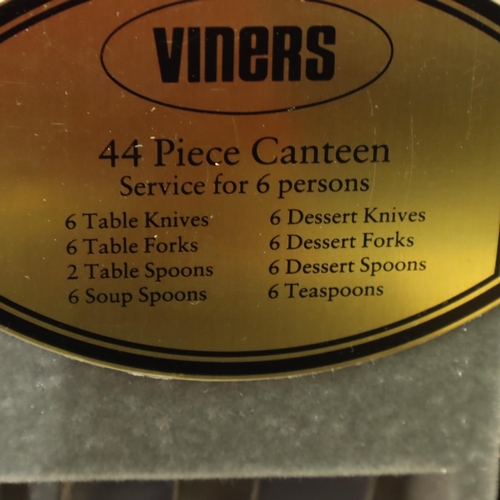 VINERS
44 Piece Canteen
Service for 6 persons
6 Table Knives 6 Dessert Knives
6 Table Forks 6 Dessert Forks
2 Table Spoons 6 Dessert Spoons
6 Soup Spoons 6 Teaspoons